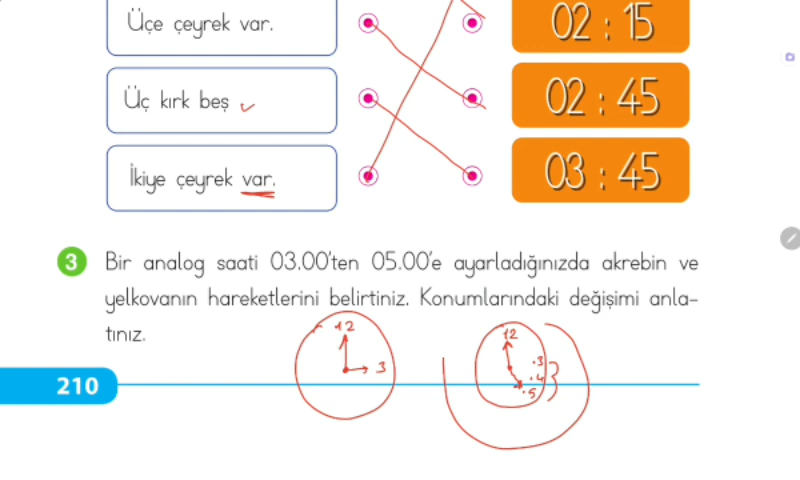 Üçe çeyrek var.
02 : 15
Üç kırk beş
02 : 45
İkiye çeyrek var.
03 : 45
3 Bir analog saati 03.00'ten 05.00'e ayarladığınızda akrebin ve
yelkovanın hareketlerini belirtiniz. Konumlarındaki değişimi anla-
tınız.
12
3
12
.3
.4
.5
210